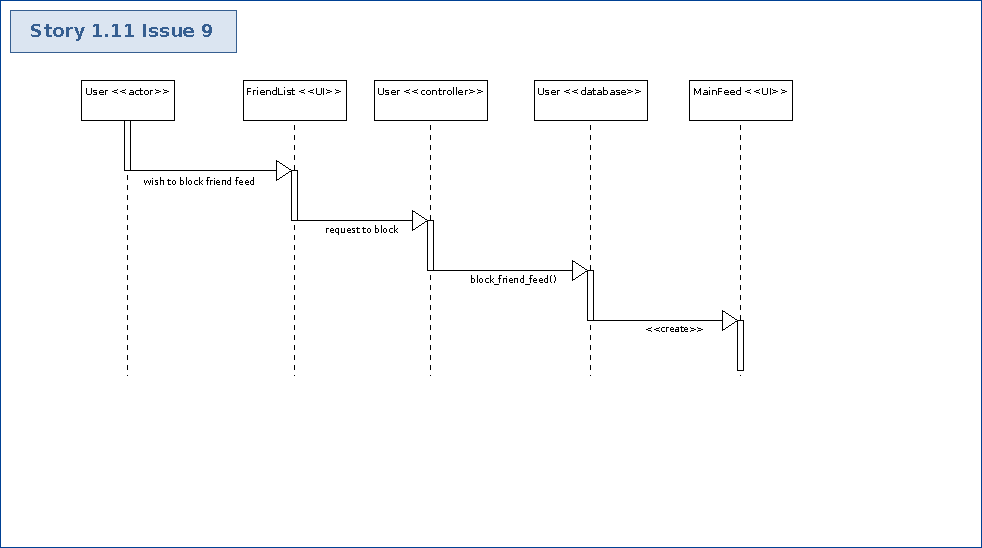 Story 1.11 Issue 9
User <<actor>>
FriendList <<UI>>
User <<controller>>
User <<database>>
MainFeed <<UI>>
wish to block friend feed
request to block
block_friend_feed()
<<create>>